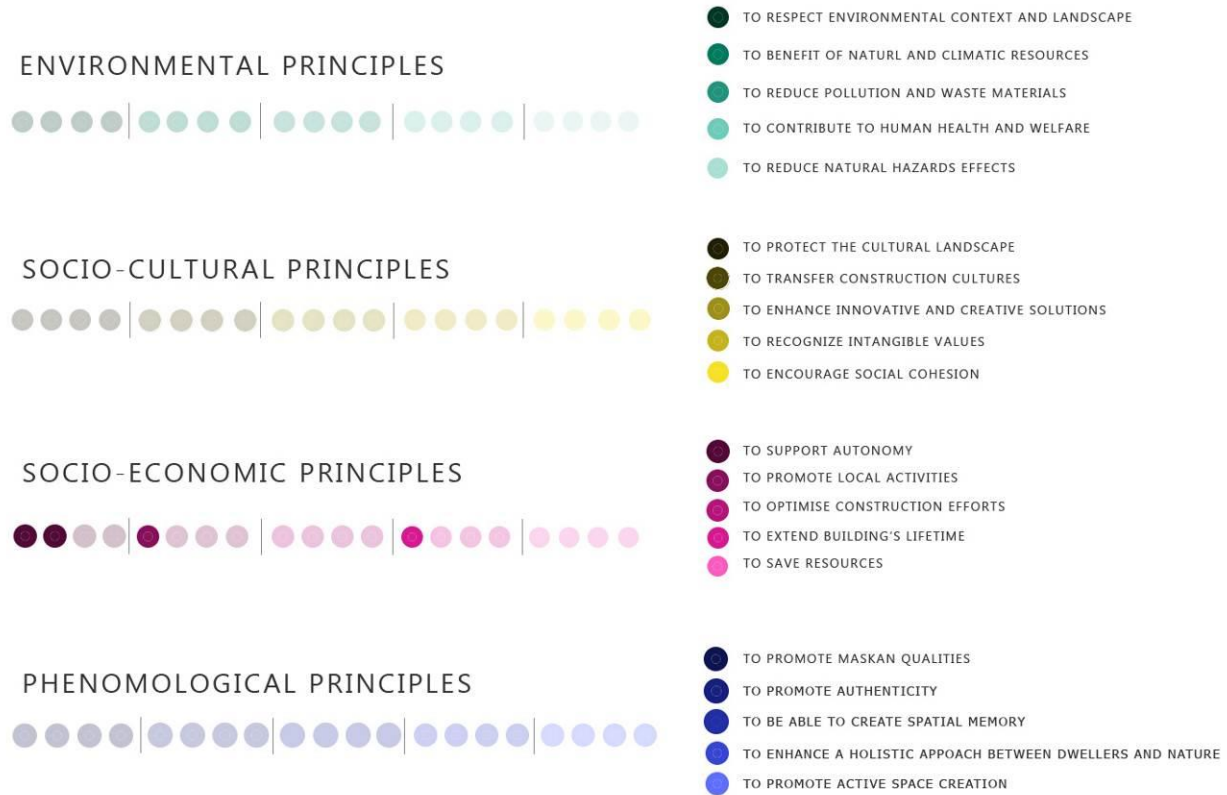 ENVIRONMENTAL PRINCIPLES
TO RESPECT ENVIRONMENTAL CONTEXT AND LANDSCAPE
TO BENEFIT OF NATURL AND CLIMATIC RESOURCES
TO REDUCE POLLUTION AND WASTE MATERIALS
TO CONTRIBUTE TO HUMAN HEALTH AND WELFARE
TO REDUCE NATURAL HAZARDS EFFECTS
SOCIO-CULTURAL PRINCIPLES
TO PROTECT THE CULTURAL LANDSCAPE
TO TRANSFER CONSTRUCTION CULTURES
TO ENHANCE INNOVATIVE AND CREATIVE SOLUTIONS
TO RECOGNIZE INTANGIBLE VALUES
TO ENCOURAGE SOCIAL COHESION
SOCIO-ECONOMIC PRINCIPLES
TO SUPPORT AUTONOMY
TO PROMOTE LOCAL ACTIVITIES
TO OPTIMISE CONSTRUCTION EFFORTS
TO EXTEND BUILDING'S LIFETIME
TO SAVE RESOURCES
PHENOMOLOGICAL PRINCIPLES
TO PROMOTE MASKAN QUALITIES
TO PROMOTE AUTHENTICITY
TO BE ABLE TO CREATE SPATIAL MEMORY
TO ENHANCE A HOLISTIC APPOACH BETWEEN DWELLERS AND NATURE
TO PROMOTE ACTIVE SPACE CREATION